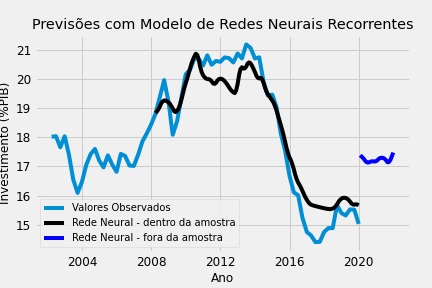 Previsões com Modelo de Redes Neurais Recorrentes
Investimento (%PIB)
21
20
19
18
17
16
15
Valores Observados
Rede Neural - dentro da amostra
Rede Neural - fora da amostra
2004
2008
2012
2016
2020
Ano